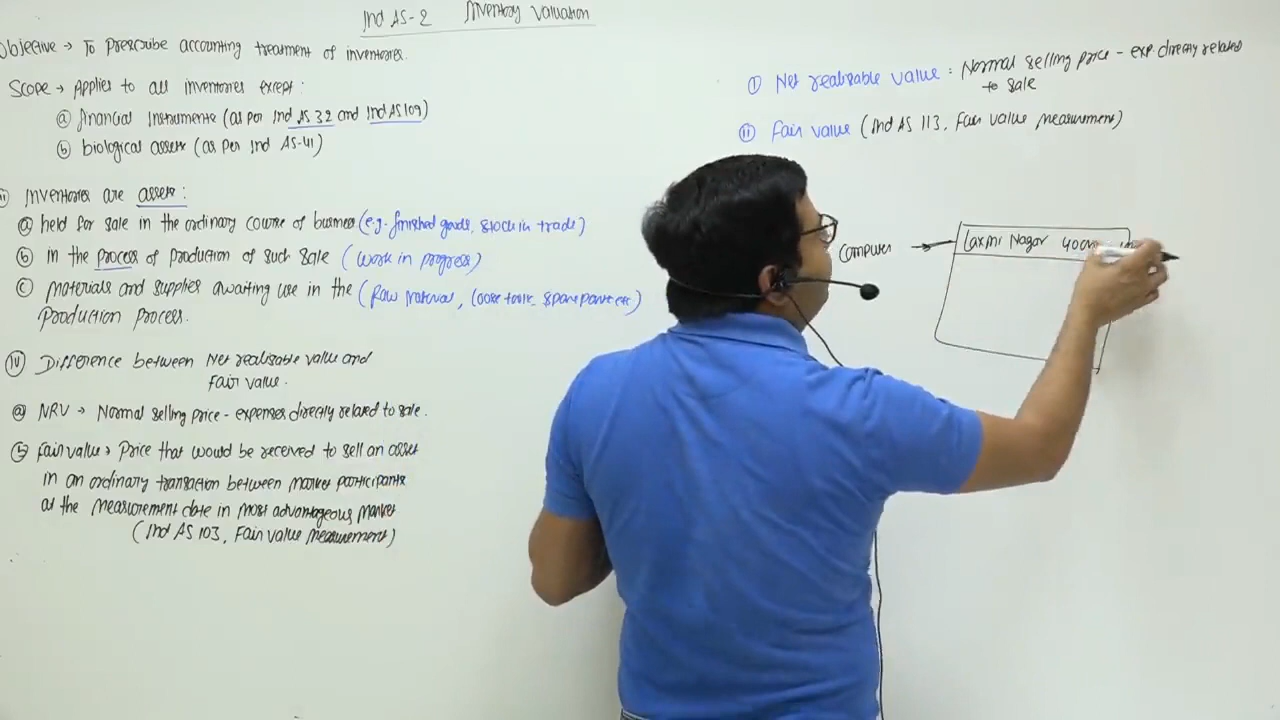 Ind AS-2 Inventory Valuation
Objective → To Prescribe accounting treatment of inventories.
Scope → Applies to all inventories except:
(a) financial instruments (as per Ind AS 32 and Ind AS 109)
(b) biological assets (as per Ind AS-41)
Inventories are assets:
(a) held for sale in the ordinary course of business (e.g. finished goods, stock in trade)
(b) in the process of production of such sale (work in progress)
(c) materials and supplies awaiting use in the (Raw material, loose tools, spare parts etc)
production process.
(iv) Difference between Net realisable value and
fair value.
(a) NRV → Normal selling price - expenses directly related to sale.
(b) fair value → Price that would be received to sell an asset
in an ordinary transaction between market participants
at the measurement date in most advantageous market
(Ind AS 103, Fair value measurement)
(i) Net realisable value : Normal selling price - exp. directly related
to sale
(ii) fair value (Ind AS 113, Fair value measurement)
computer → Laxmi Nagar